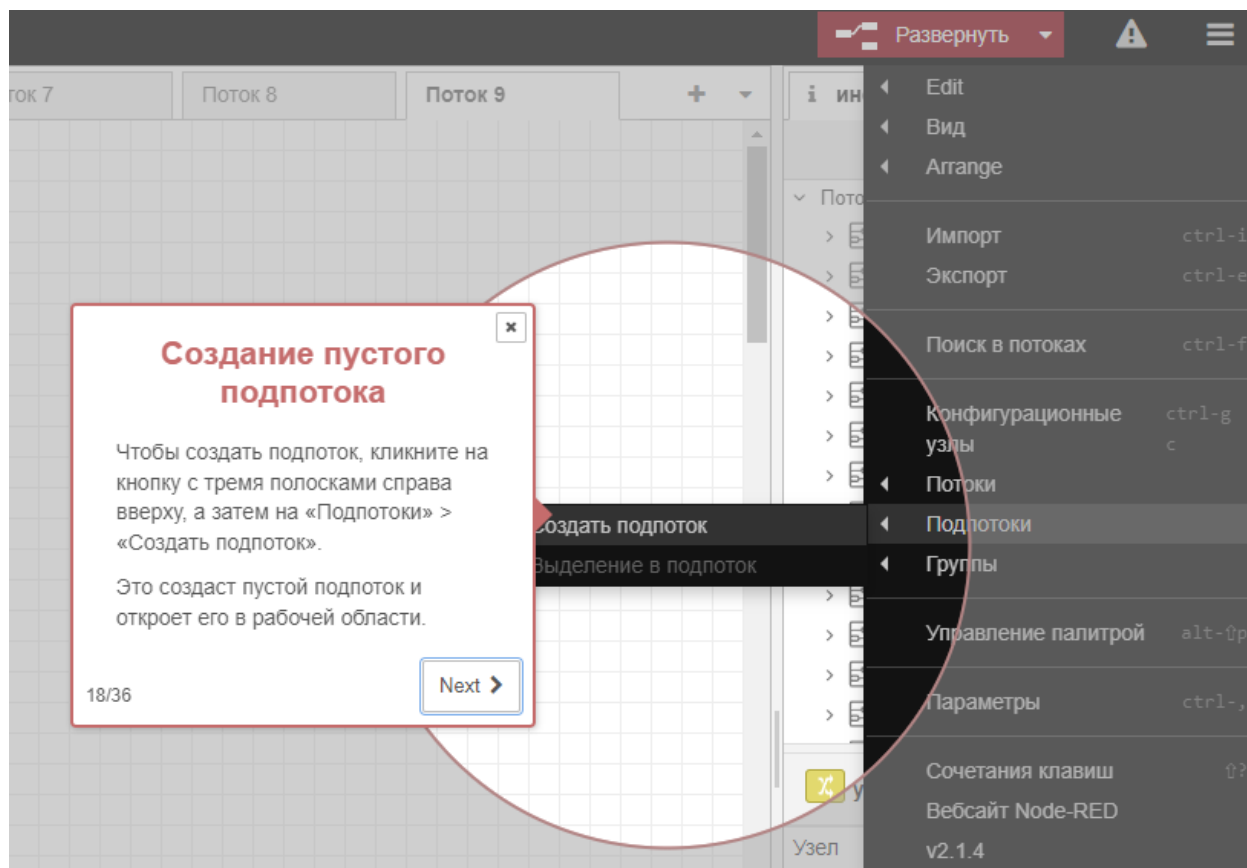 Развернуть
ток 7
Поток 8
Поток 9
i ин
Edit
Вид
Arrange
Пото
Импорт ctrl-i
Экспорт ctrl-e
Поиск в потоках ctrl-f
Конфигурационные ctrl-g
узлы c
Потоки
Подпотоки
Группы
Создать подпоток
Выделение в подпоток
Управление палитрой alt-⇧p
Параметры ctrl-,
Сочетания клавиш ⇧?
Вебсайт Node-RED
v2.1.4
у
Узел
Создание пустого
подпотока
Чтобы создать подпоток, кликните на
кнопку с тремя полосками справа
вверху, а затем на «Подпотоки» >
«Создать подпоток».
Это создаст пустой подпоток и
откроет его в рабочей области.
18/36
Next